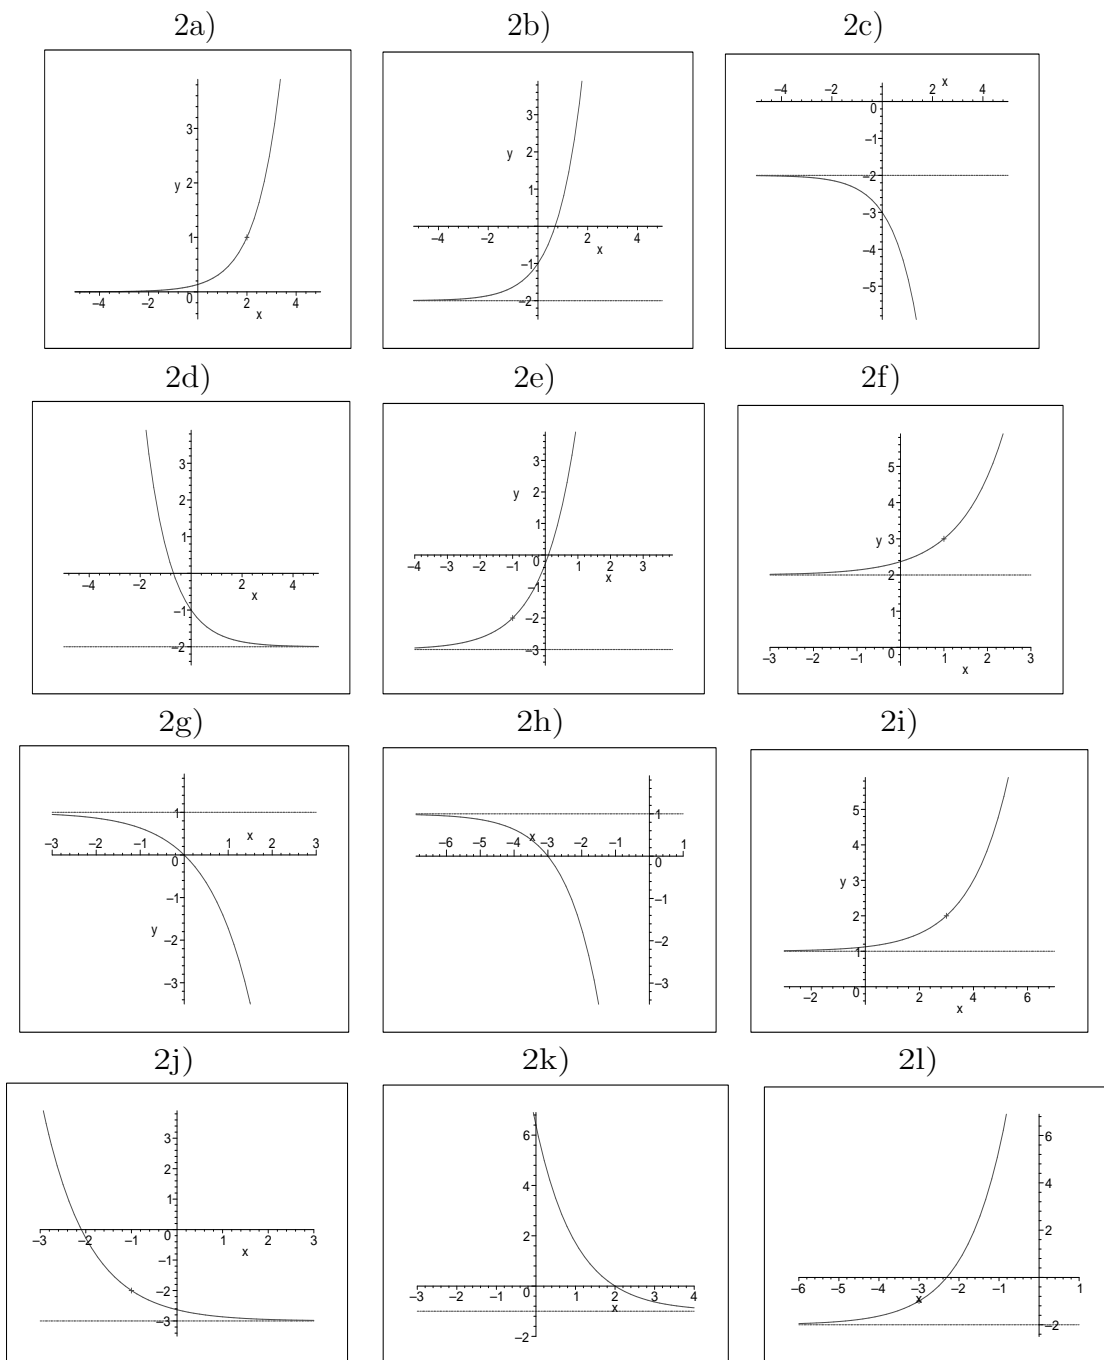 2a) 2b) 2c)
3
y 2
1
−4 −2 0 2 4
x
3
y 2
1
−4 −2 2 4
x
−1
−2
x
−4 −2 2 4
0
−1
−2
−3
−4
−5
2d) 2e) 2f)
3
2
1
−4 −2 2 4
x
−1
−2
3
y 2
1
−4 −3 −2 −1 0 1 2 3
x
−1
−2
−3
5
4
y 3
2
1
0
−3 −2 −1 1 2 3
x
2g) 2h) 2i)
1
x
−3 −2 −1 1 2 3
0
−1
y −2
−3
1
x
−6 −5 −4 −3 −2 −1 1
0
−1
−2
−3
5
4
y 3
2
1
0
−2 2 4 6
x
2j) 2k) 2l)
3
2
1
−3 −2 −1 0 1 2 3
x
−1
−2
−3
6
4
2
−3 −2 −1 0 1 2 3 4
x
−2
6
4
2
−6 −5 −4 −3 −2 −1 0 1
x
−2